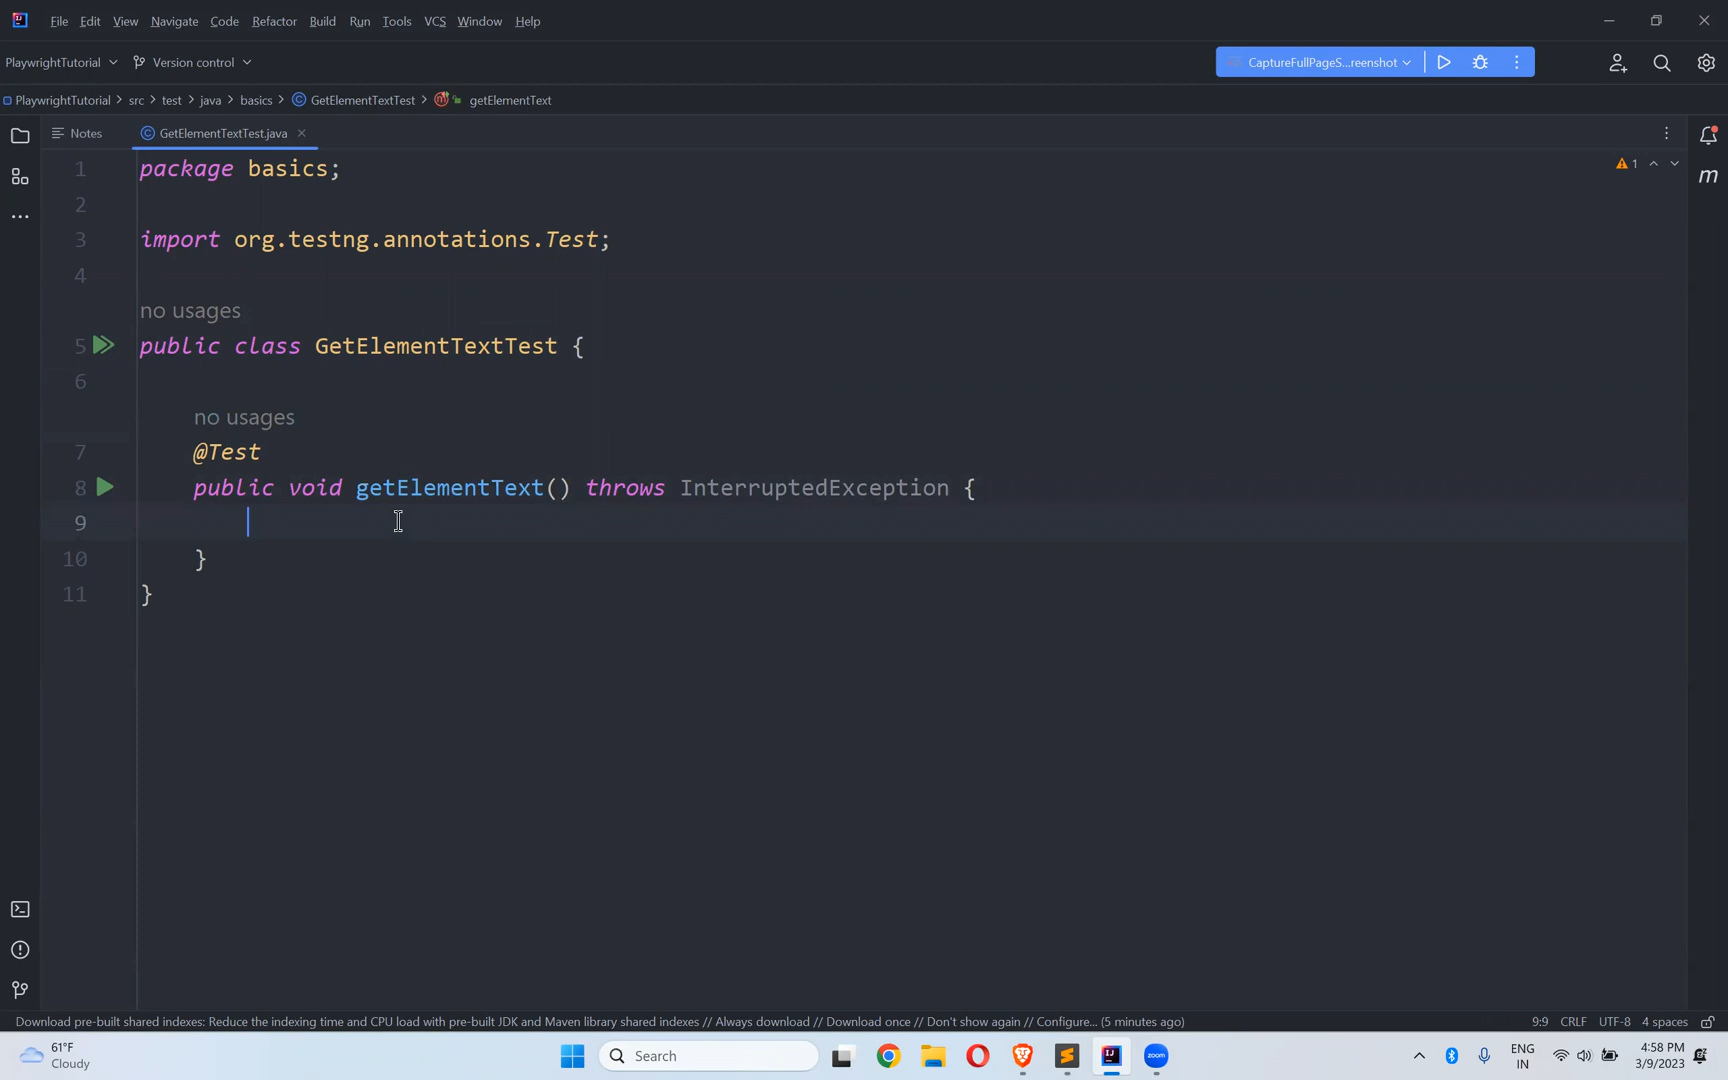 File Edit View Navigate Code Refactor Build Run Tools VCS Window Help
PlaywrightTutorial Version control CaptureFullPageS...reenshot
PlaywrightTutorial > src > test > java > basics > GetElementTextTest > getElementText
Notes GetElementTextTest.java
1 package basics;
2
3 import org.testng.annotations.Test;
4
no usages
5 public class GetElementTextTest {
6
no usages
7 @Test
8 public void getElementText() throws InterruptedException {
9
10 }
11 }
1
m
Download pre-built shared indexes: Reduce the indexing time and CPU load with pre-built JDK and Maven library shared indexes // Always download // Download once // Don't show again // Configure... (5 minutes ago) 9:9 CRLF UTF-8 4 spaces
61°F
Cloudy
Search
zoom
ENG
IN
4:58 PM
3/9/2023